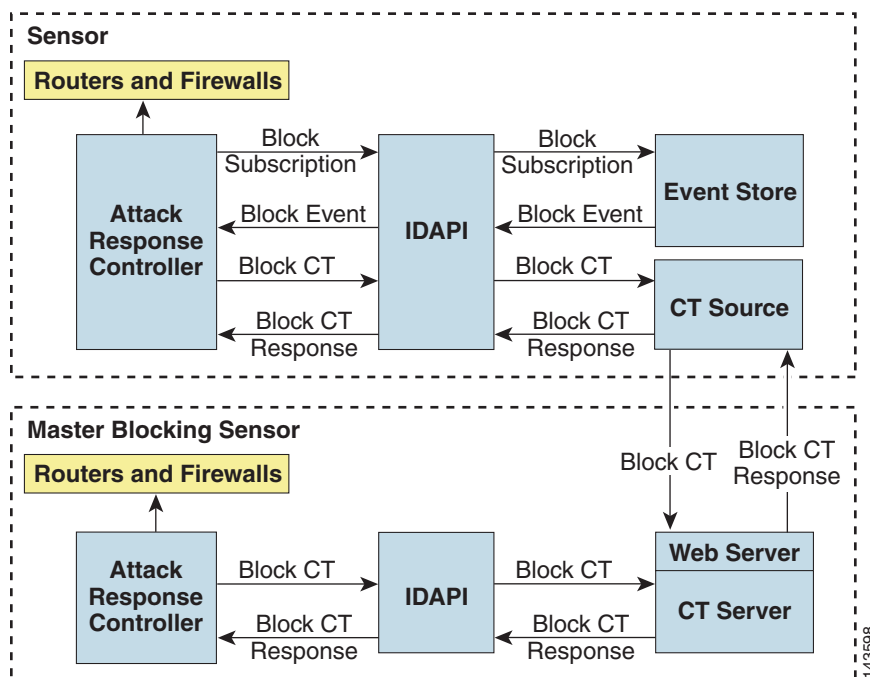 Sensor
Routers and Firewalls
Block
Subscription
Block
Subscription
Attack
Response
Controller
IDAPI
Event Store
Block Event
Block Event
Block CT
Block CT
CT Source
Block CT
Response
Block CT
Response
Master Blocking Sensor
Block CT
Block CT
Response
Routers and Firewalls
Attack
Response
Controller
Block CT
IDAPI
Block CT
Web Server
CT Server
Block CT
Response
Block CT
Response
143598